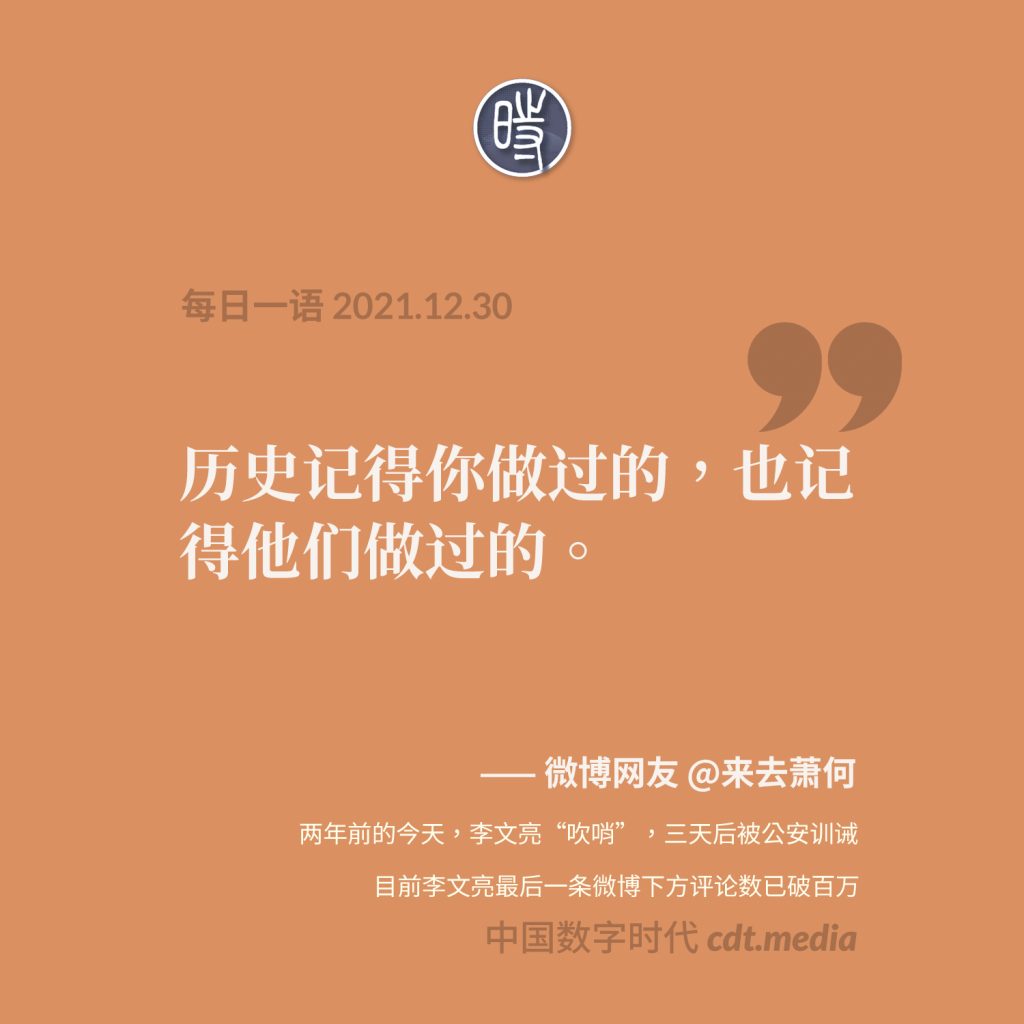 時
每日一语 2021.12.30
”
历史记得你做过的，也记
得他们做过的。
—— 微博网友 @来去萧何
两年前的今天，李文亮“吹哨”，三天后被公安训诫
目前李文亮最后一条微博下方评论数已破百万
中国数字时代 cdt.media